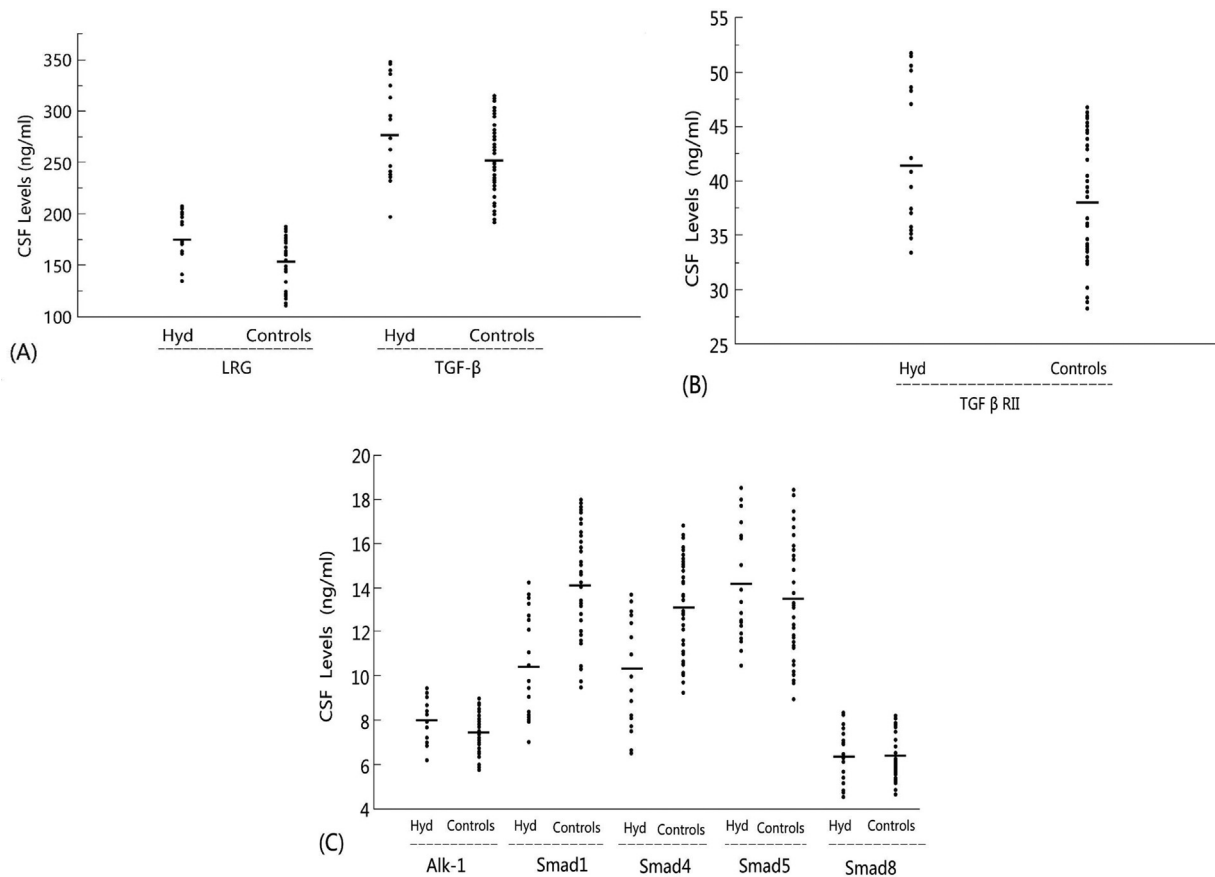 350
300
250
200
150
100
CSF Levels (ng/ml)
Hyd Controls Hyd Controls
LRG TGF-β
(A)
55
50
45
40
35
30
25
CSF Levels (ng/ml)
Hyd Controls
TGF β RII
(B)
20
18
16
14
12
10
8
6
4
CSF Levels (ng/ml)
Hyd Controls Hyd Controls Hyd Controls Hyd Controls Hyd Controls
Alk-1 Smad1 Smad4 Smad5 Smad8
(C)